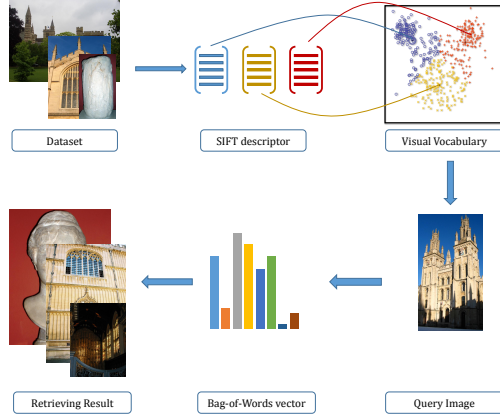 Dataset
SIFT descriptor
Visual Vocabulary
Retrieving Result
Bag-of-Words vector
Query Image